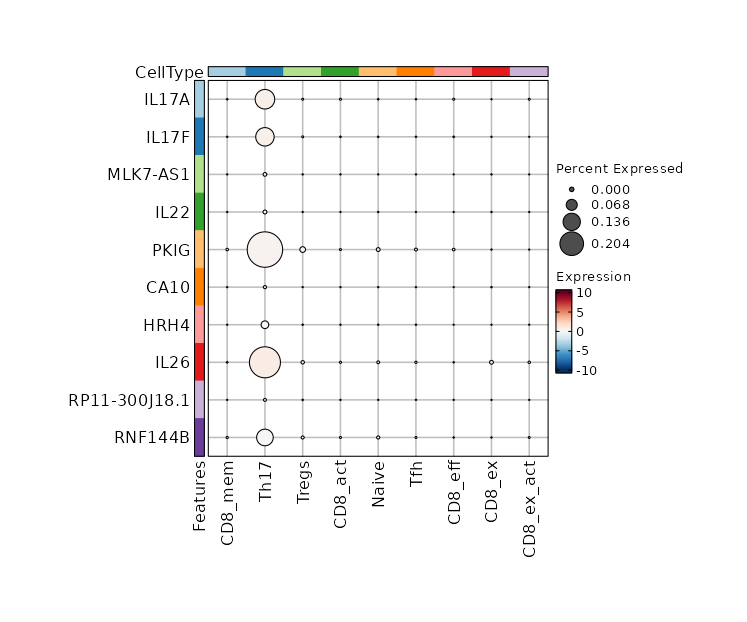 CellType
IL17A
IL17F
MLK7-AS1
IL22
PKIG
CA10
HRH4
IL26
RP11-300J18.1
RNF144B
Features
CD8_mem
Th17
Tregs
CD8_act
Naive
Tfh
CD8_eff
CD8_ex
CD8_ex_act
Percent Expressed
0.000
0.068
0.136
0.204
Expression
10
5
0
-5
-10